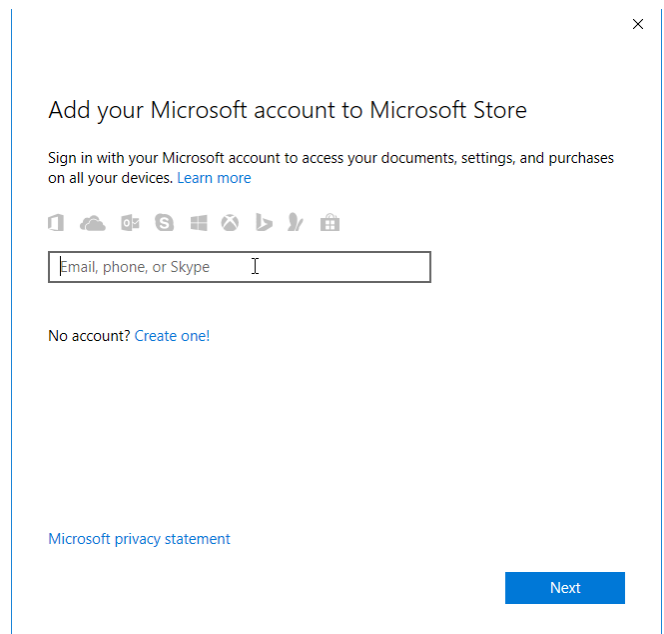 Add your Microsoft account to Microsoft Store
Sign in with your Microsoft account to access your documents, settings, and purchases
on all your devices. Learn more
Email, phone, or Skype
No account? Create one!
Microsoft privacy statement
Next